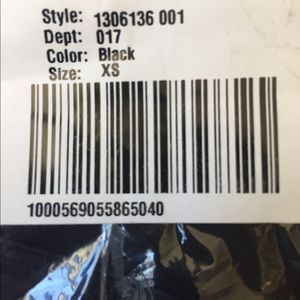 Style: 1306136 001
Dept: 017
Color: Black
Size: XS
1000569055865040